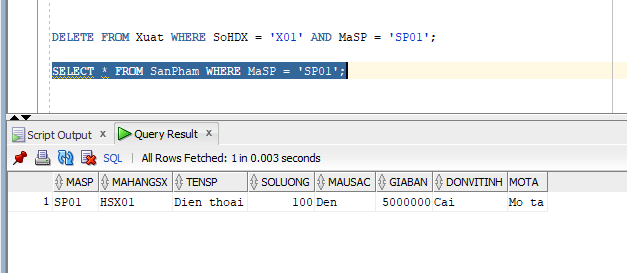 DELETE FROM Xuat WHERE SoHDX = 'X01' AND MaSP = 'SP01';
SELECT * FROM SanPham WHERE MaSP = 'SP01';
Script Output x Query Result x
SQL | All Rows Fetched: 1 in 0.003 seconds
MASP MAHANGSX TENSP SOLUONG MAUSAC GIABAN DONVITINH MOTA
1 SP01 HSX01 Dien thoai 100 Den 5000000 Cai Mo ta